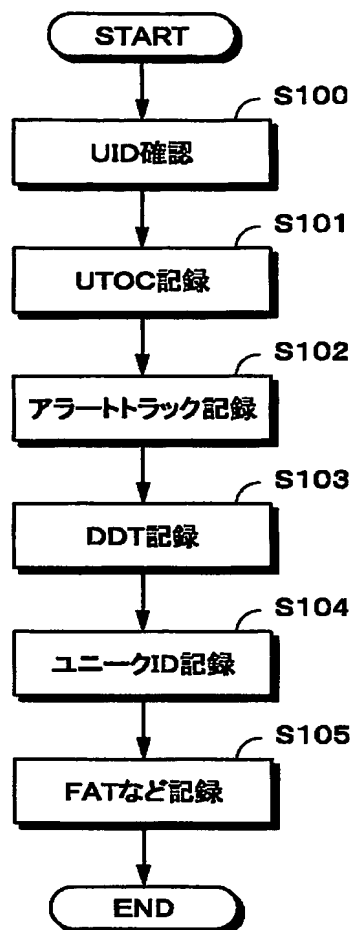 START
S100
UID確認
S101
UTOC記録
S102
アラートトラック記録
S103
DDT記録
S104
ユニークID記録
S105
FATなど記録
END